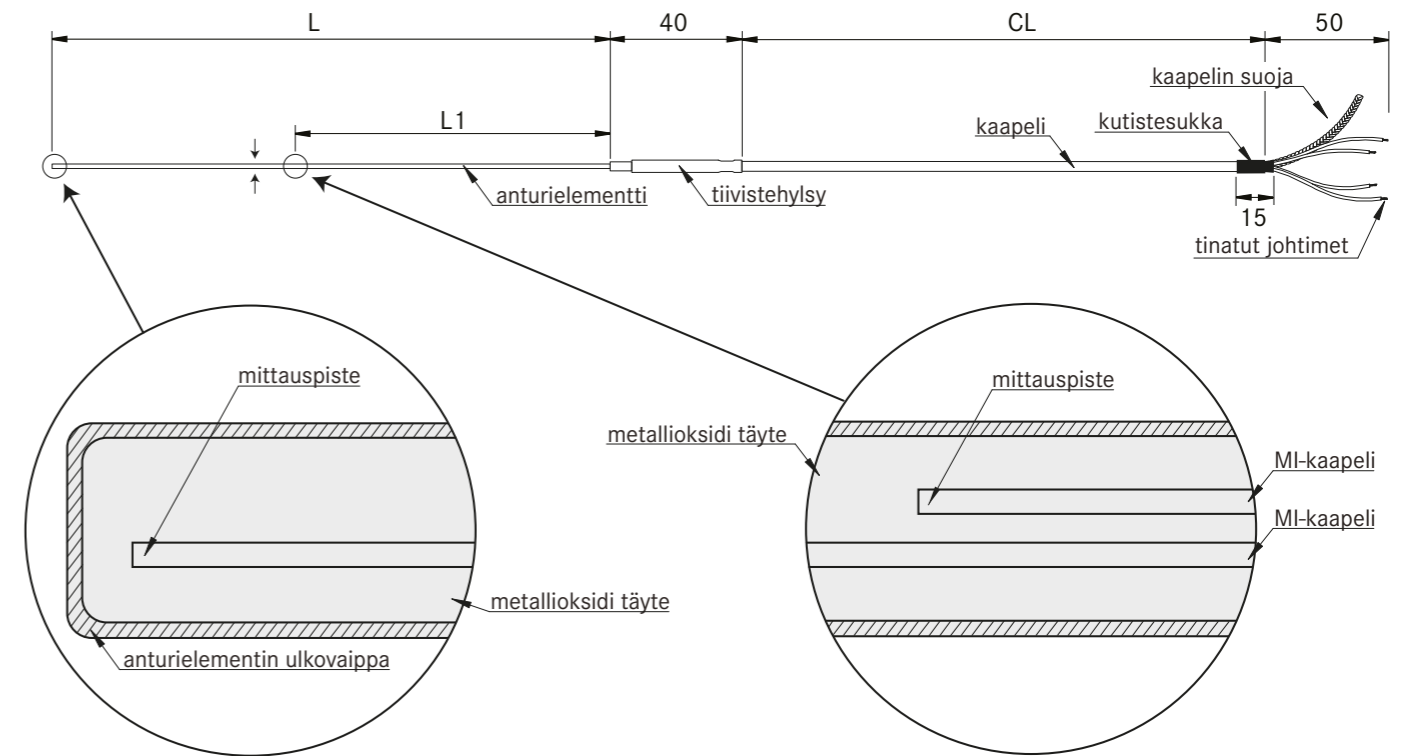 L
40
CL
50
kaapelin suoja
L1
kaapeli
kutistesukka
anturielementti
tiivistehylsy
15
tinatut johtimet
mittauspiste
metallioksidi täyte
anturielementin ulkovaippa
mittauspiste
metallioksidi täyte
MI-kaapeli
MI-kaapeli